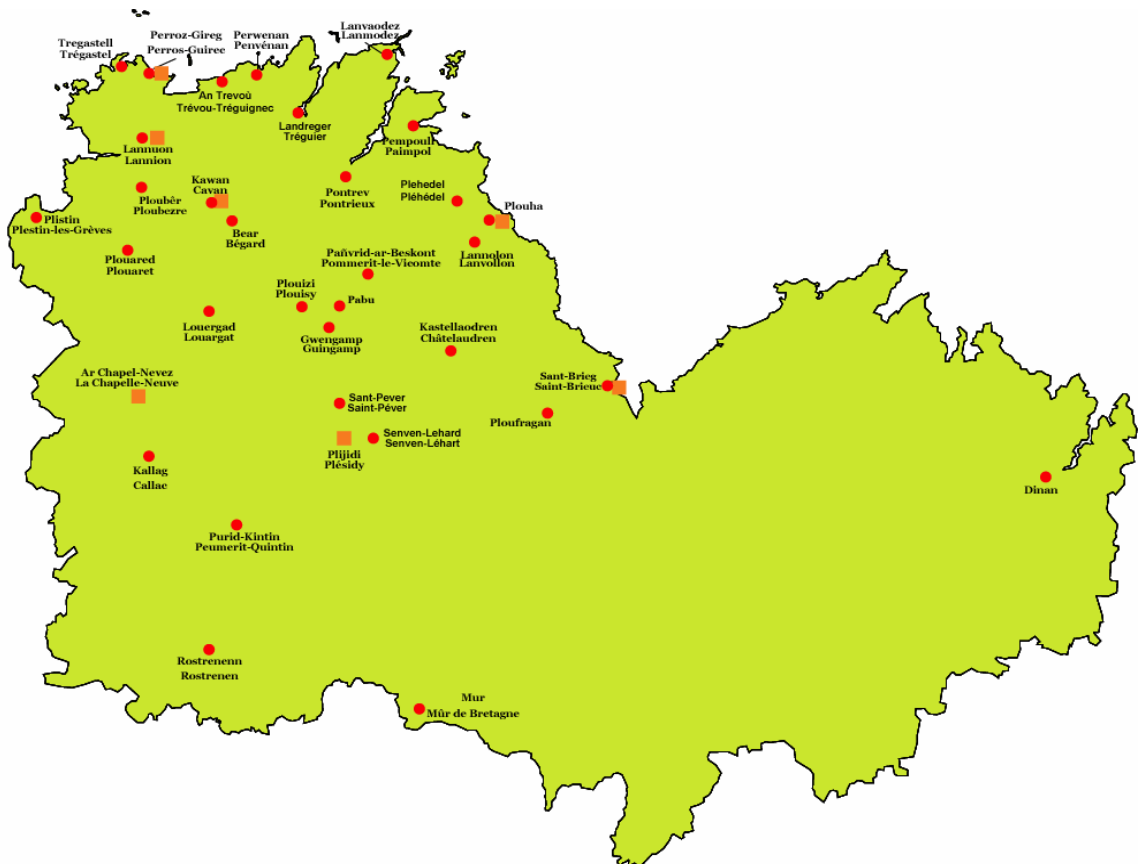 Lanvaodez
Lanmodez
Perroz-Gireg
Perros-Guirec
Perwenan
Penvénan
Tregastell
Trégastel
An Trevoù
Trévou-Tréguignec
Landreger
Tréguier
Pempoull
Paimpol
Lannuon
Lannion
Kawan
Cavan
Pontrev
Pontrieux
Plehedel
Pléhédel
Ploubêr
Ploubezre
Plouha
Plistin
Plestin-les-Grèves
Bear
Bégard
Lannolon
Lanvollon
Plouared
Plouaret
Pañvrid-ar-Beskont
Pommerit-le-Vicomte
Plouizi
Plouisy
Pabu
Louergad
Louargat
Gwengamp
Guingamp
Kastellaodren
Châtelaudren
Ar Chapel-Nevez
La Chapelle-Neuve
Sant-Brieg
Saint-Brieuc
Sant-Pever
Saint-Péver
Ploufragan
Senven-Lehard
Senven-Léhart
Plijidi
Plésidy
Kallag
Callac
Dinan
Purid-Kintin
Peumerit-Quintin
Rostrenenn
Rostrenen
Mur
Mûr de Bretagne